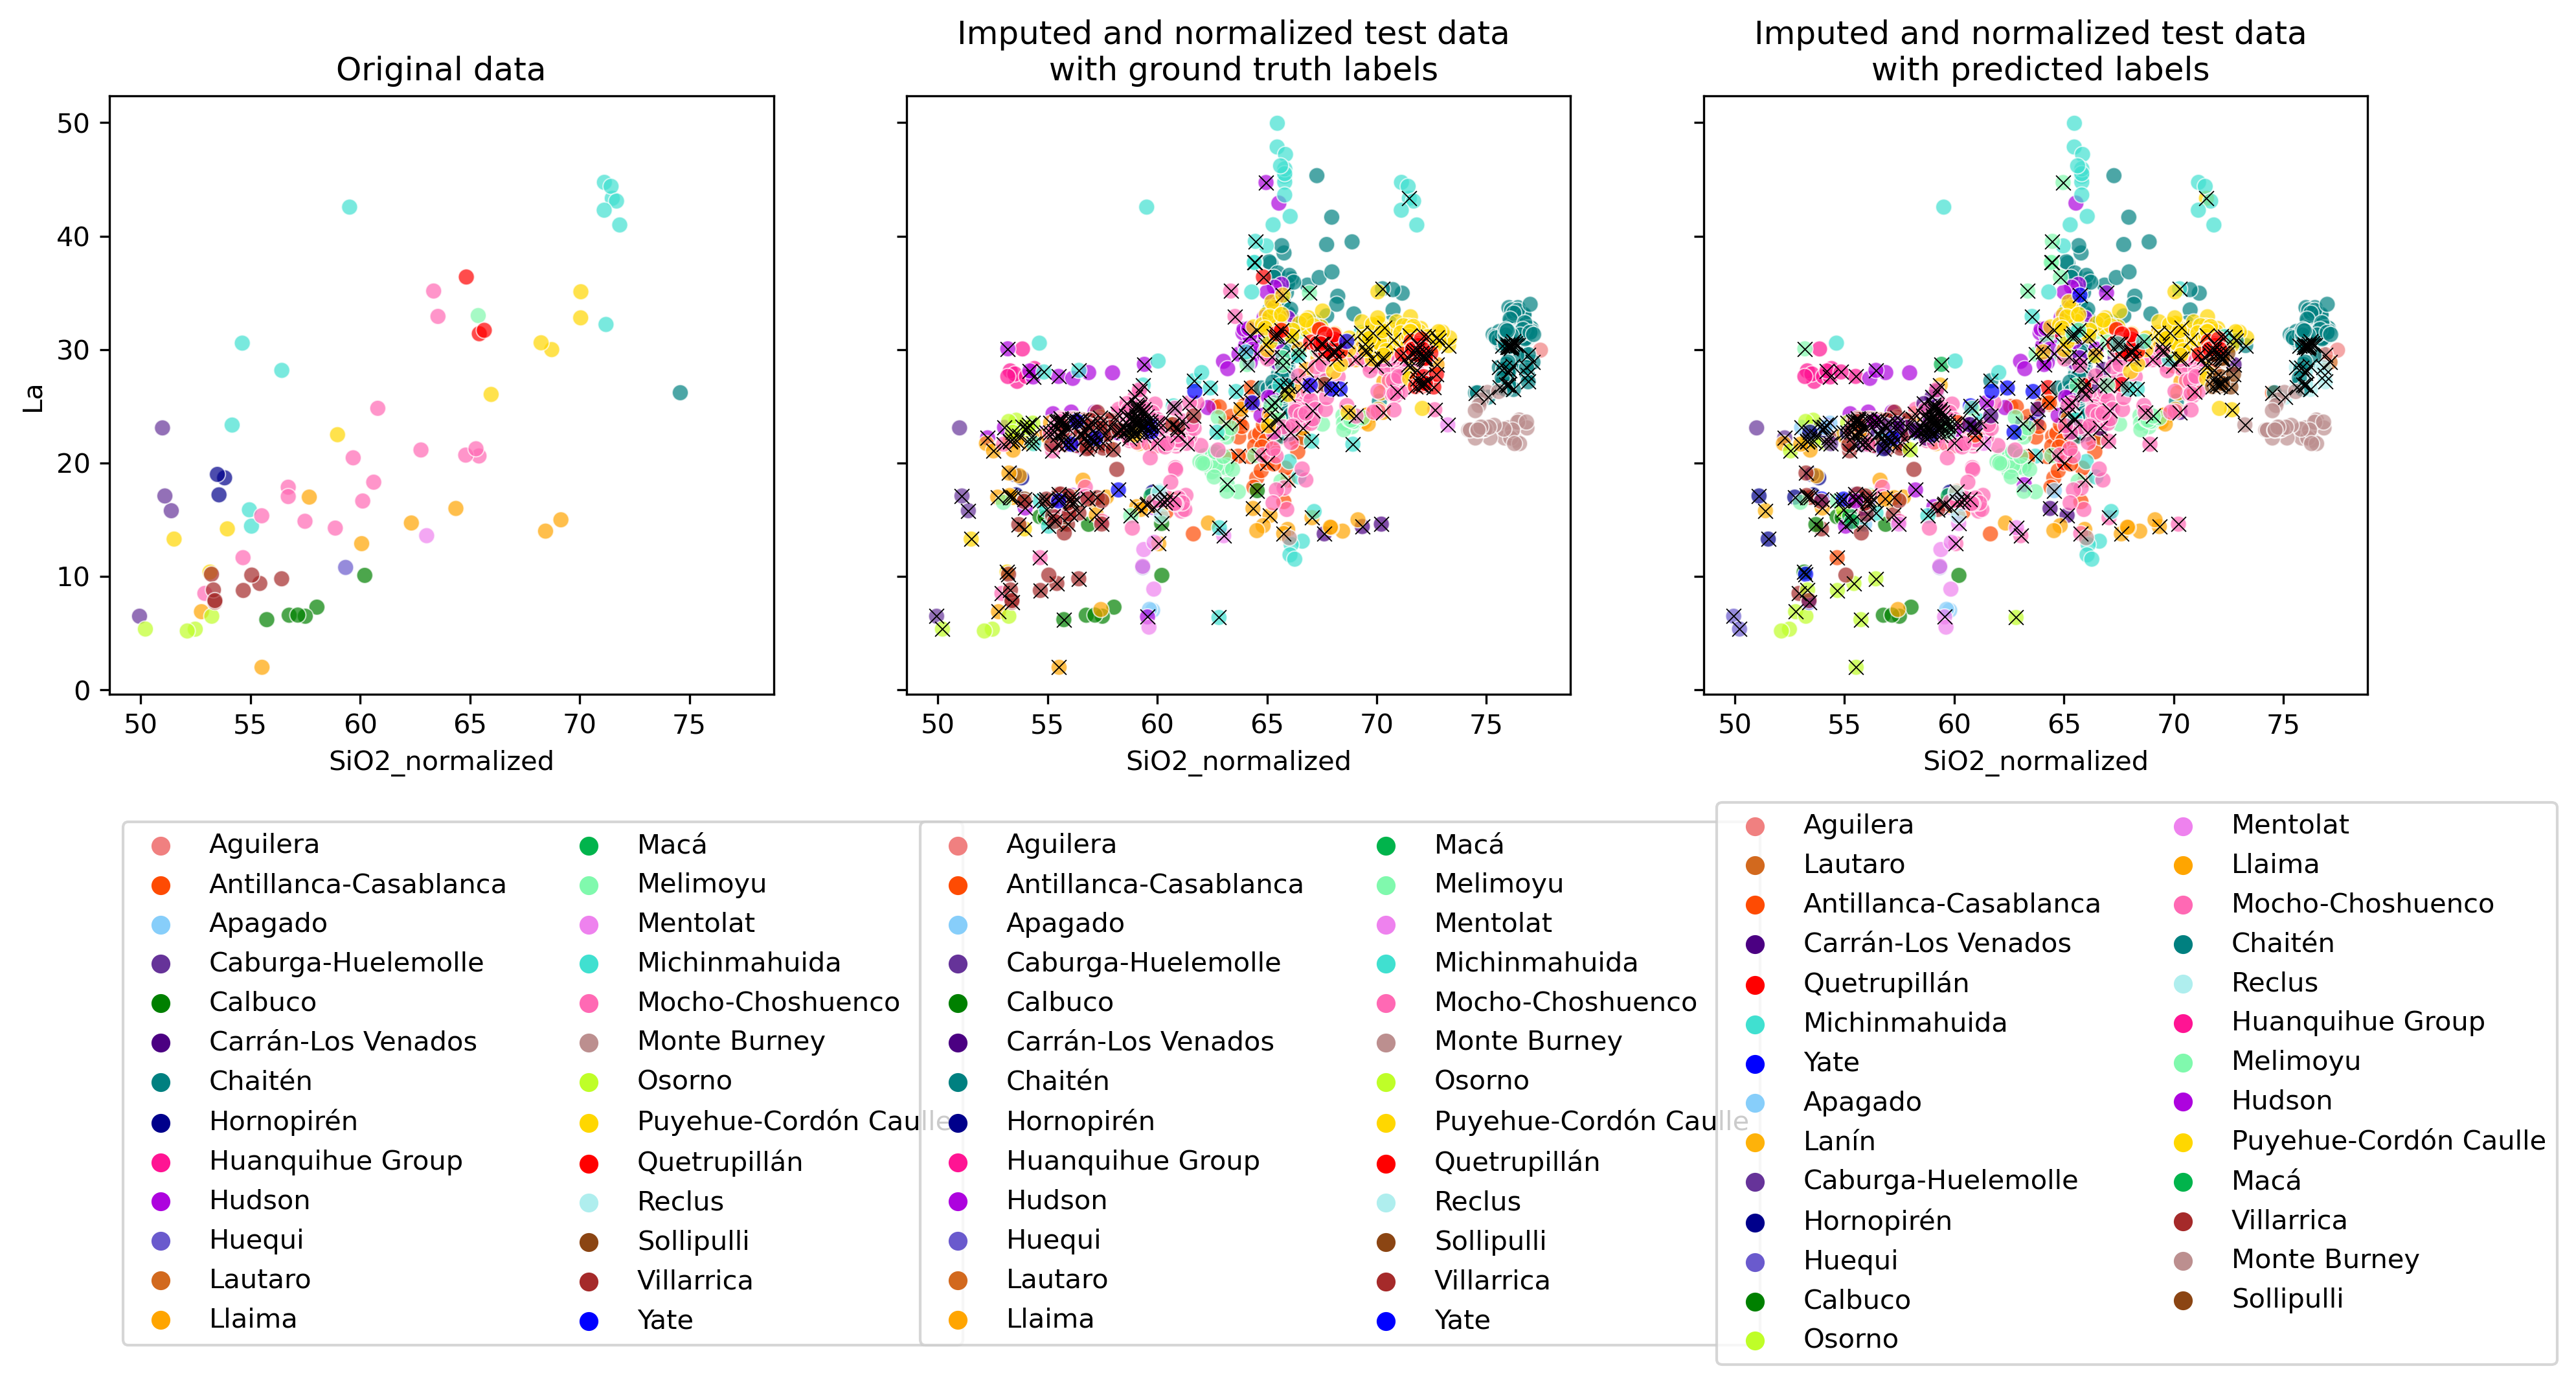 Original data
Imputed and normalized test data
with ground truth labels
Imputed and normalized test data
with predicted labels
La
50
40
30
20
10
0
50 55 60 65 70 75
SiO2_normalized
50 55 60 65 70 75
SiO2_normalized
50 55 60 65 70 75
SiO2_normalized
Aguilera
Antillanca-Casablanca
Apagado
Caburga-Huelemolle
Calbuco
Carrán-Los Venados
Chaitén
Hornopirén
Huanquihue Group
Hudson
Huequi
Lautaro
Llaima
Macá
Melimoyu
Mentolat
Michinmahuida
Mocho-Choshuenco
Monte Burney
Osorno
Puyehue-Cordón Caulle
Quetrupillán
Reclus
Sollipulli
Villarrica
Yate
Aguilera
Antillanca-Casablanca
Apagado
Caburga-Huelemolle
Calbuco
Carrán-Los Venados
Chaitén
Hornopirén
Huanquihue Group
Hudson
Huequi
Lautaro
Llaima
Macá
Melimoyu
Mentolat
Michinmahuida
Mocho-Choshuenco
Monte Burney
Osorno
Puyehue-Cordón Caulle
Quetrupillán
Reclus
Sollipulli
Villarrica
Yate
Aguilera
Lautaro
Antillanca-Casablanca
Carrán-Los Venados
Quetrupillán
Michinmahuida
Yate
Apagado
Lanín
Caburga-Huelemolle
Hornopirén
Huequi
Calbuco
Osorno
Mentolat
Llaima
Mocho-Choshuenco
Chaitén
Reclus
Huanquihue Group
Melimoyu
Hudson
Puyehue-Cordón Caulle
Macá
Villarrica
Monte Burney
Sollipulli